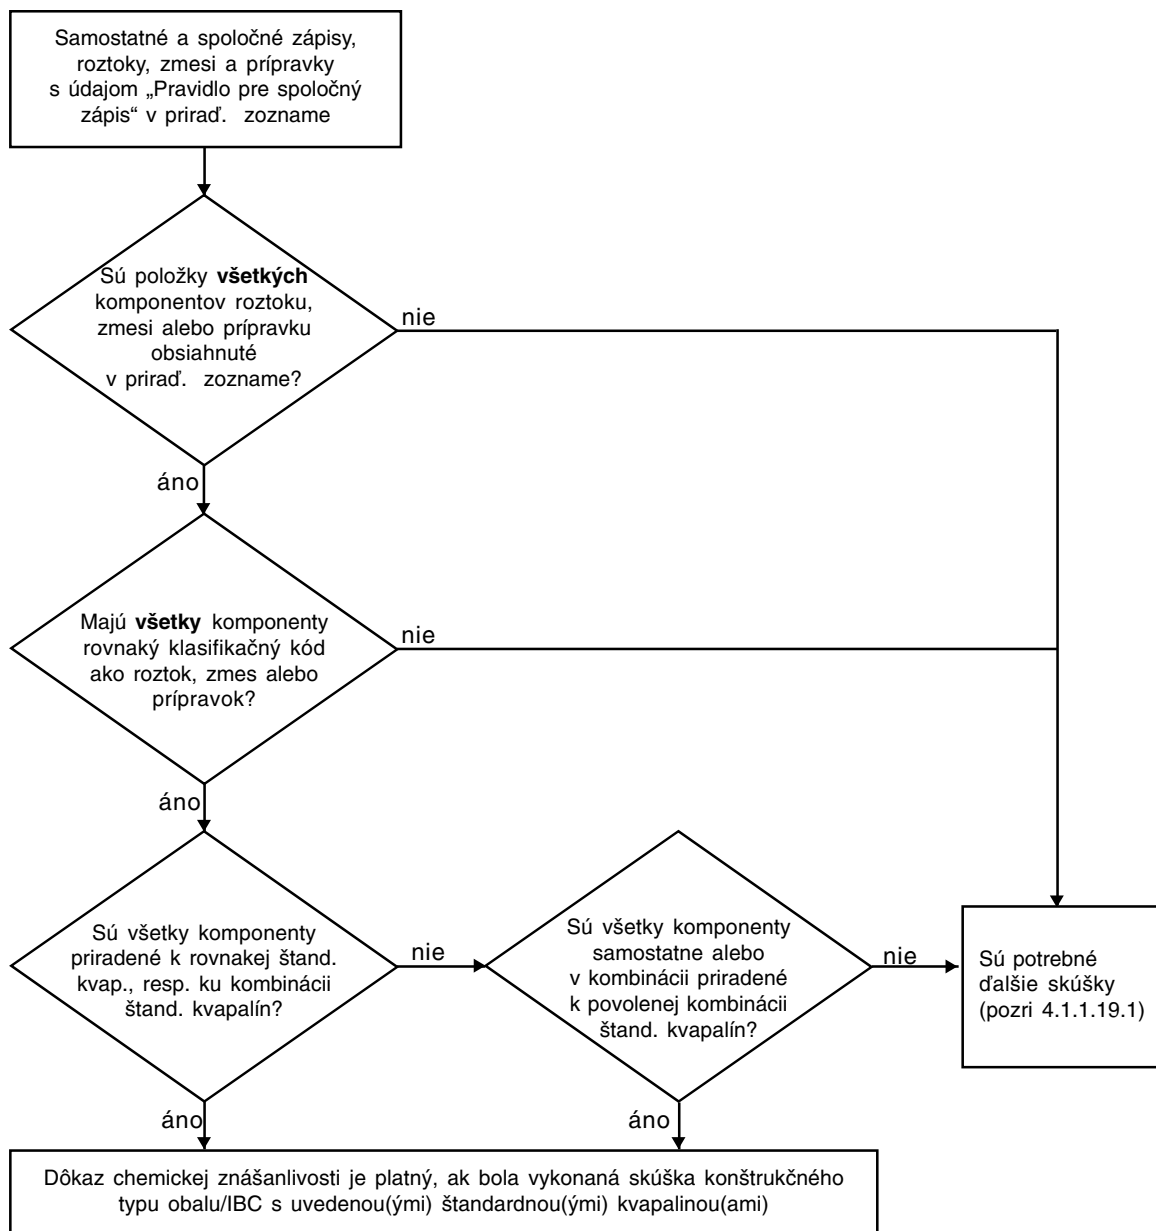 Samostatné a spoločné zápisy,
roztoky, zmesi a prípravky
s údajom „Pravidlo pre spoločný
zápis“ v priraď. zozname
Sú položky všetkých
komponentov roztoku,
zmesi alebo prípravku
obsiahnuté
v priraď. zozname?
nie
áno
Majú všetky komponenty
rovnaký klasifikačný kód
ako roztok, zmes alebo
prípravok?
nie
áno
Sú všetky komponenty
priradené k rovnakej štand.
kvap., resp. ku kombinácii
štand. kvapalín?
nie
Sú všetky komponenty
samostatne alebo
v kombinácii priradené
k povolenej kombinácii
štand. kvapalín?
nie
Sú potrebné
ďalšie skúšky
(pozri 4.1.1.19.1)
áno
áno
Dôkaz chemickej znášanlivosti je platný, ak bola vykonaná skúška konštrukčného
typu obalu/IBC s uvedenou(ými) štandardnou(ými) kvapalinou(ami)